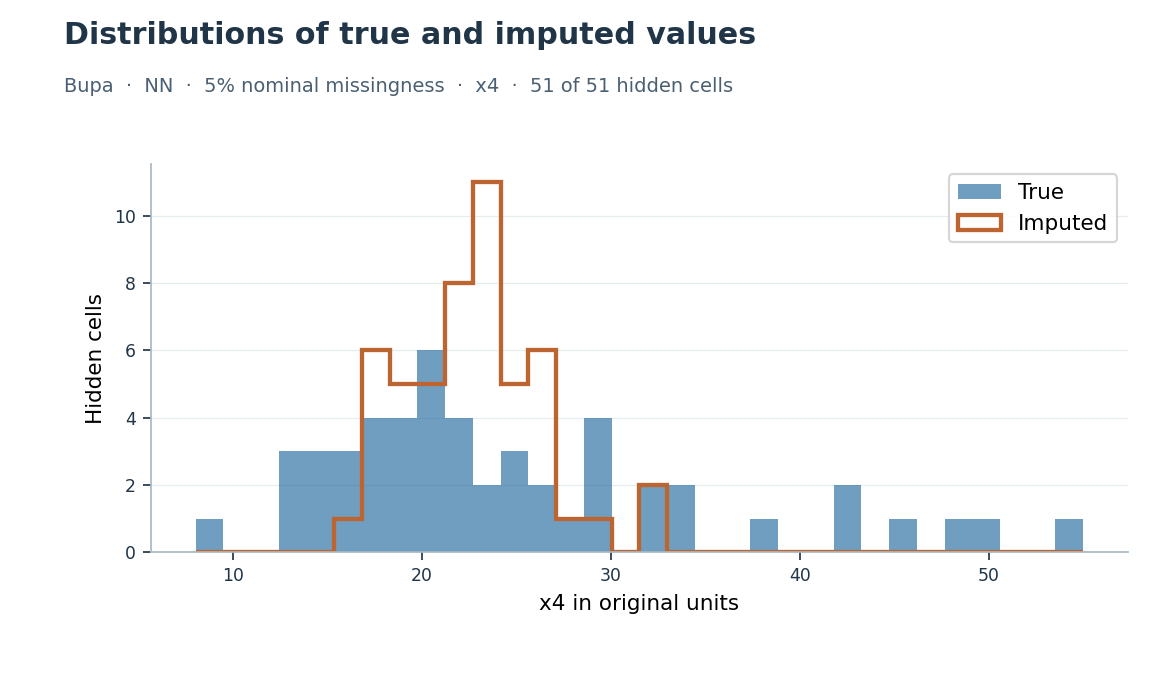 Distributions of true and imputed values
Bupa · NN · 5% nominal missingness · x4 · 51 of 51 hidden cells
True
Imputed
Hidden cells
10
8
6
4
2
0
10 20 30 40 50
x4 in original units